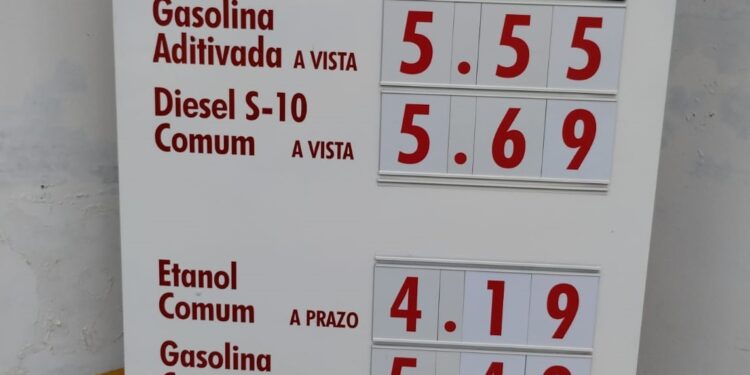 Gasolina
Aditivada A VISTA 5.55
Diesel S-10
Comum A VISTA 5.69
Etanol
Comum A PRAZO 4.19
Gasolina